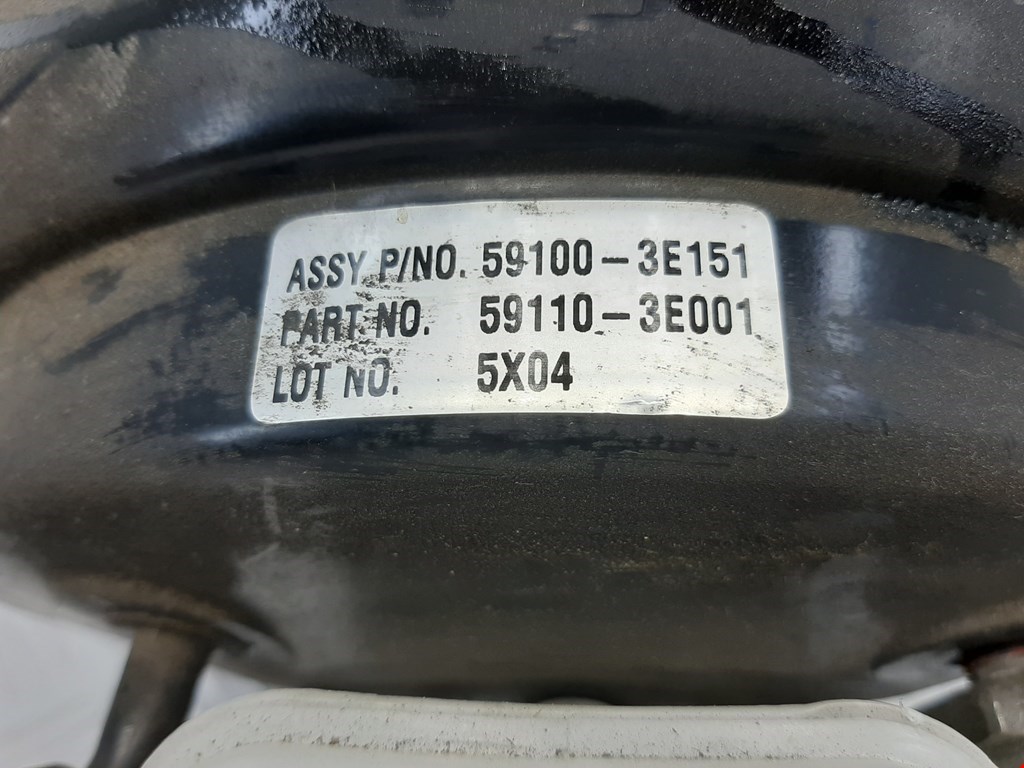 ASSY P/NO. 59100-3E151
PART NO. 59110-3E001
LOT NO. 5X04